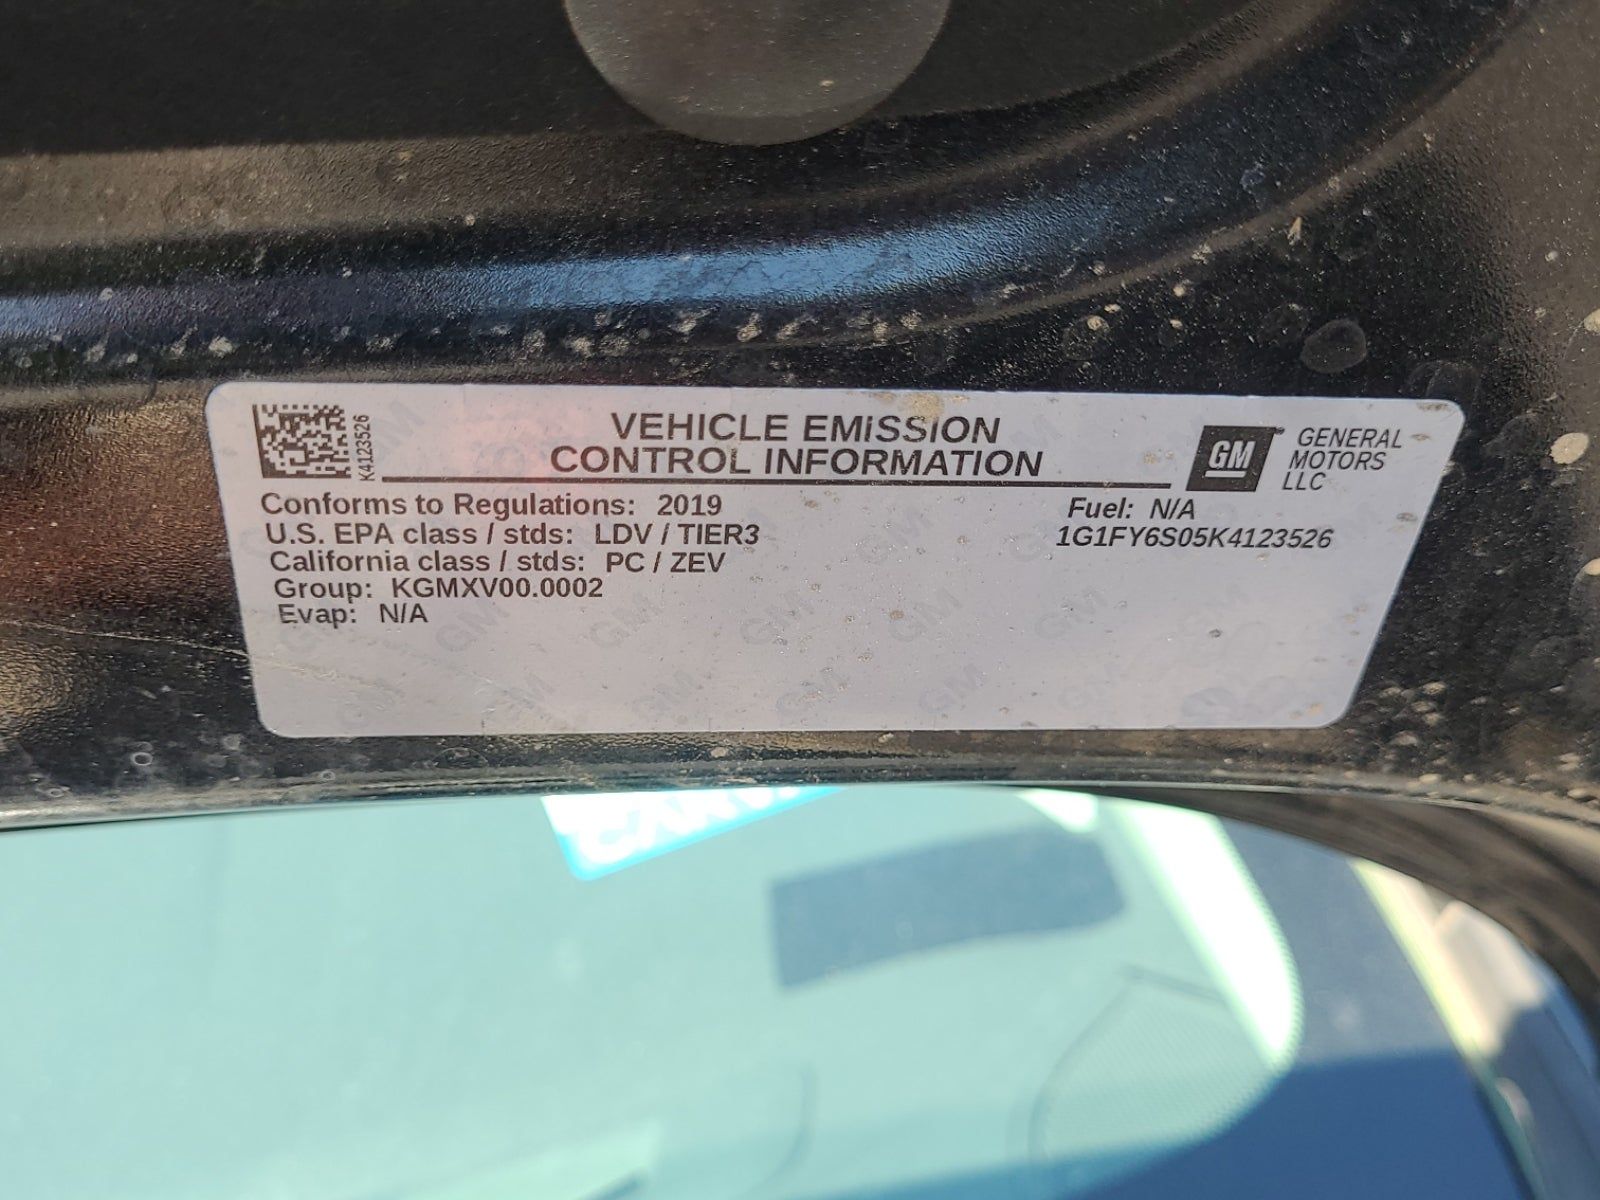 K4123526
VEHICLE EMISSION
CONTROL INFORMATION
GM
GENERAL
MOTORS
LLC
Conforms to Regulations: 2019
Fuel: N/A
U.S. EPA class / stds: LDV / TIER3
1G1FY6S05K4123526
California class / stds: PC / ZEV
Group: KGMXV00.0002
Evap: N/A